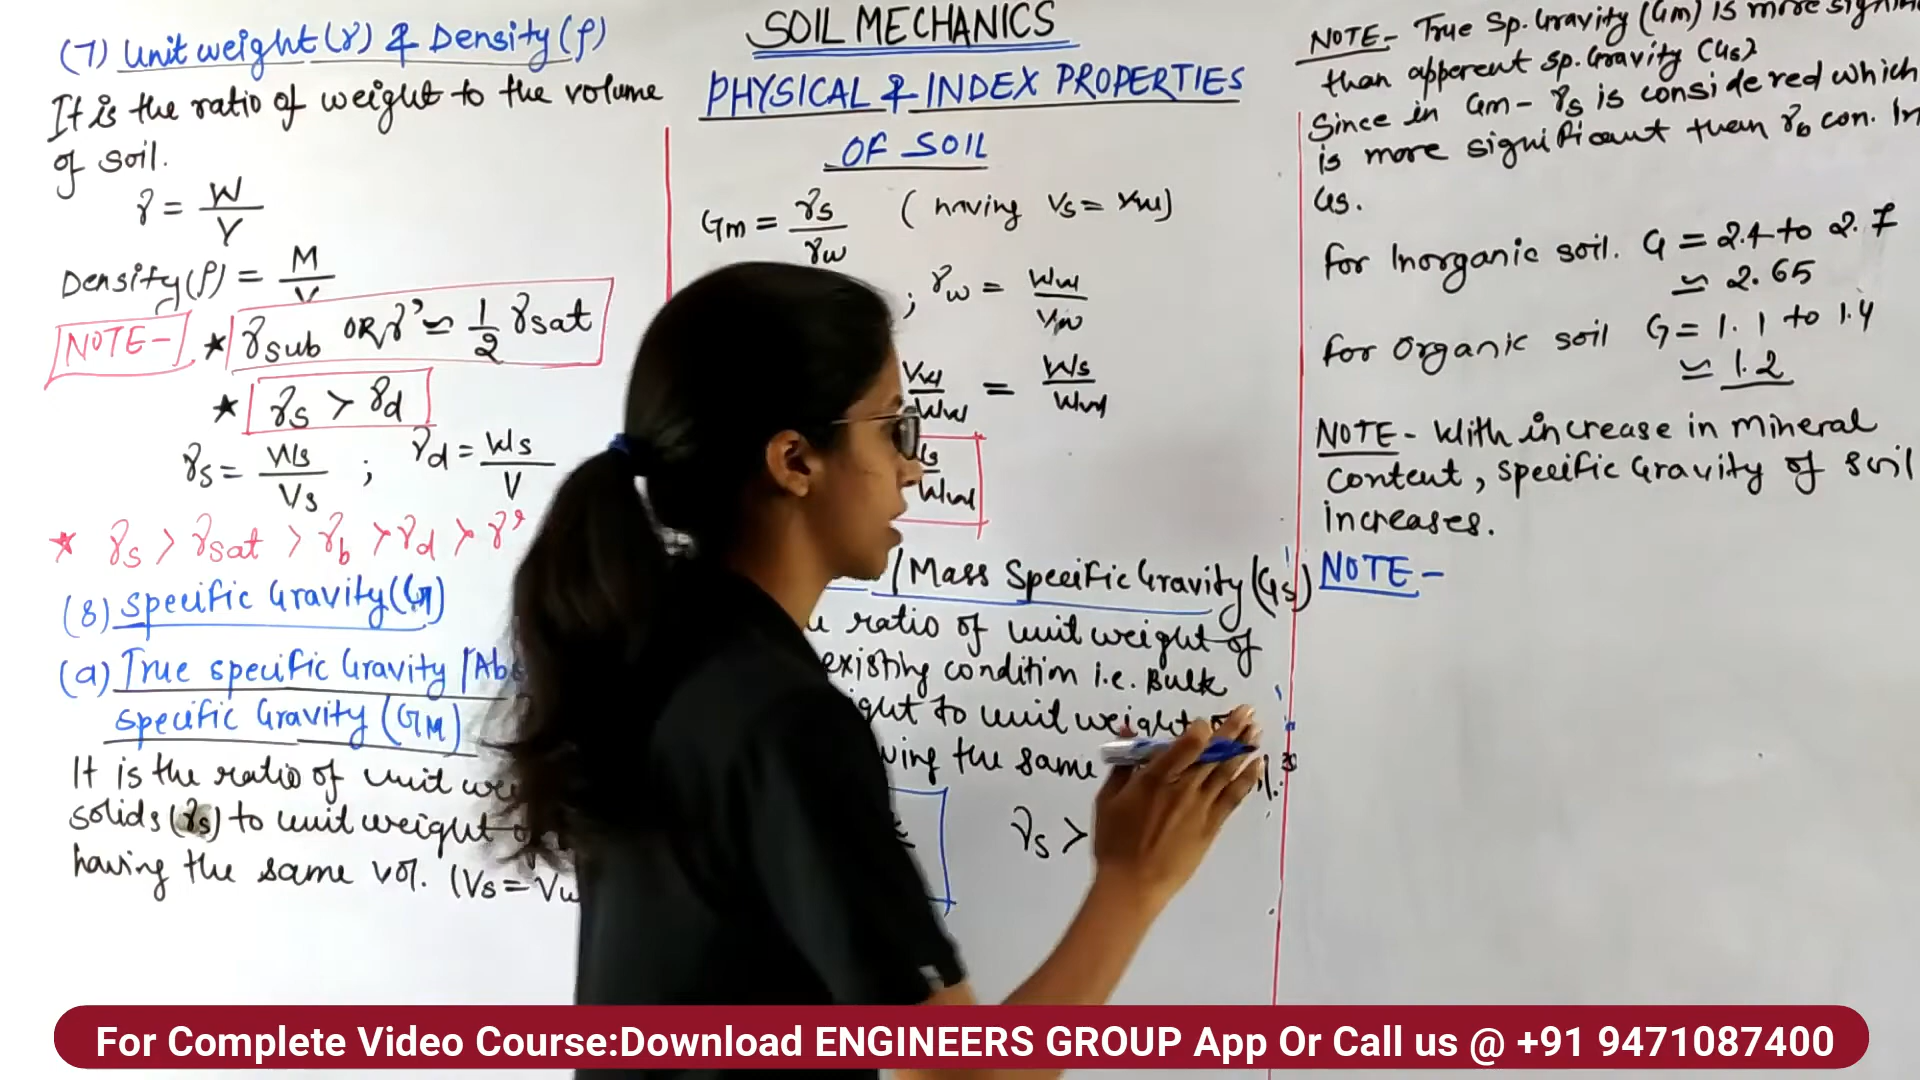 SOIL MECHANICS
PHYSICAL & INDEX PROPERTIES
OF SOIL
(7) Unit weight (γ) & Density (ρ)
It is the ratio of weight to the volume
of soil.
γ = W/V
Density (ρ) = M/V
NOTE- ★ γsub OR γ' ≃ 1/2 γsat
★ γs > γd
γs = Ws/Vs ; γd = Ws/V
★ γs > γsat > γb > γd > γ'
(8) Specific Gravity (G)
(a) True specific Gravity / Ab
Specific Gravity (GM)
It is the ratio of unit
solids (γs) to unit weight
having the same vol. (Vs = Vw
Gm = γs/γw (having Vs = Vw)
; γw = Ww/Vw
Vw/Ww = Ws/Ww
/Mass Specific Gravity (Gs)
ratio of unit weight of
existing condition i.e. Bulk
to unit weight
the same
γs >
NOTE- True Sp. Gravity (Gm) is more
than apperent sp. Gravity (Gs)
Since in Gm - γs is considered which
is more significant than γb con. In
Gs.
for Inorganic soil. G = 2.4 to 2.7
≃ 2.65
for organic soil G = 1.1 to 1.4
≃ 1.2
NOTE - With increase in mineral
content, specific Gravity of soil
increases.
NOTE -
For Complete Video Course:Download ENGINEERS GROUP App Or Call us @ +91 9471087400